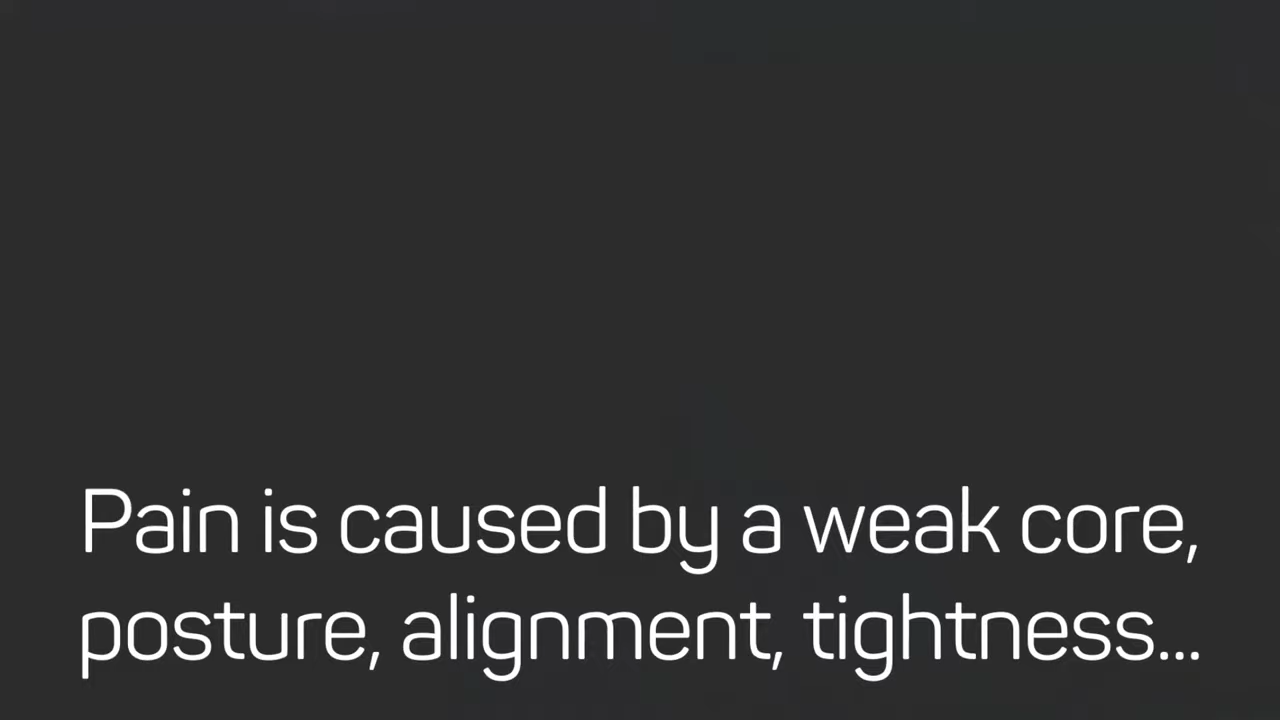 Pain is caused by a weak core,
posture, alignment, tightness...